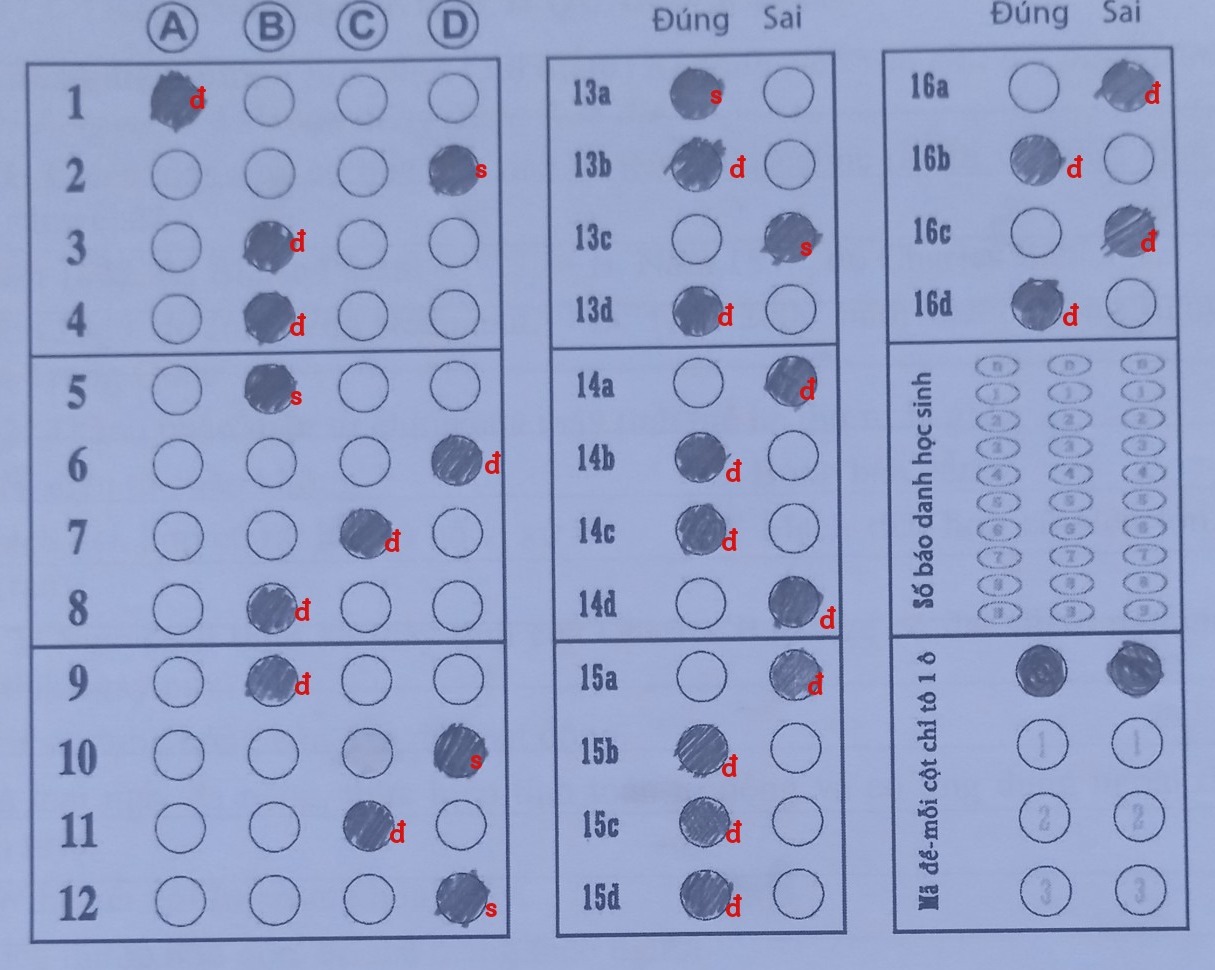 A B C D
1 đ
2 s
3 đ
4 đ
5 s
6 đ
7 đ
8 đ
9 đ
10 s
11 đ
12 s
Đúng Sai
13a s
13b đ
13c s
13d đ
14a đ
14b đ
14c đ
14d đ
15a đ
15b đ
15c đ
15d đ
Đúng Sai
16a đ
16b đ
16c đ
16d đ
Số báo danh học sinh
0 0 0
1 1 1
2 2 2
3 3 3
4 4 4
5 5 5
6 6 6
7 7 7
8 8 8
9 9 9
Mã đề-mỗi cột chỉ tô 1 ô
1 1
2 2
3 3